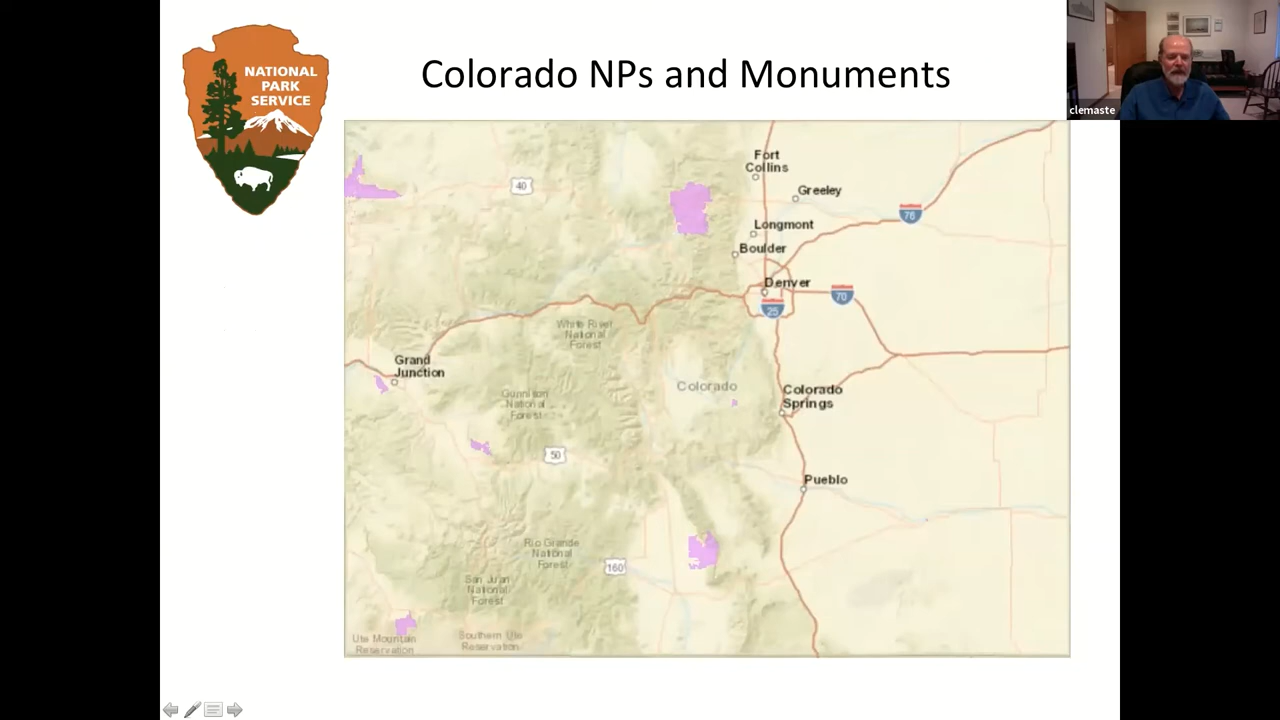 NATIONAL
PARK
SERVICE
Colorado NPs and Monuments
clemaste
Fort
Collins
40
Greeley
76
Longmont
Boulder
Denver
70
25
White River
National
Forest
Grand
Junction
Colorado
Colorado
Springs
Gunnison
National
Forest
50
Pueblo
Rio Grande
National
Forest
160
San Juan
National
Forest
Ute Mountain
Reservation
Southern Ute
Reservation